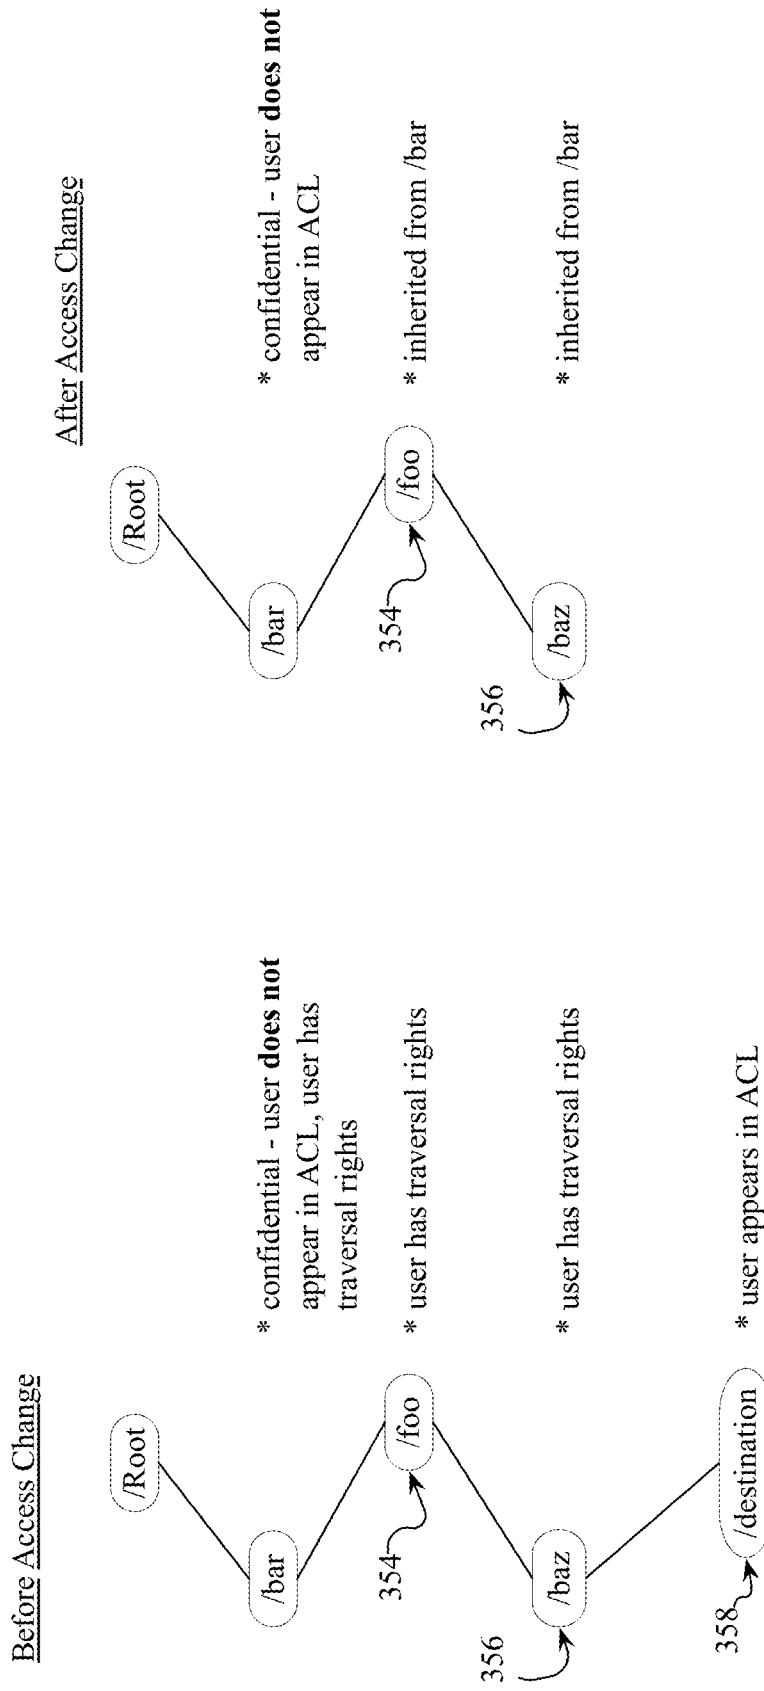 Before Access Change
/Root
/bar
* confidential - user does not
appear in ACL, user has
traversal rights
354
/foo
* user has traversal rights
356
/baz
* user has traversal rights
358
/destination
* user appears in ACL
After Access Change
/Root
/bar
* confidential - user does not
appear in ACL
354
/foo
* inherited from /bar
356
/baz
* inherited from /bar